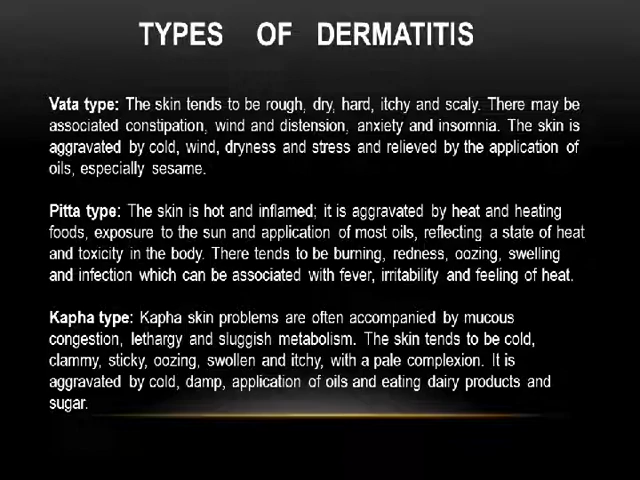 TYPES OF DERMATITIS
Vata type: The skin tends to be rough, dry, hard, itchy and scaly. There may be
associated constipation, wind and distension, anxiety and insomnia. The skin is
aggravated by cold, wind, dryness and stress and relieved by the application of
oils, especially sesame.
Pitta type: The skin is hot and inflamed; it is aggravated by heat and heating
foods, exposure to the sun and application of most oils, reflecting a state of heat
and toxicity in the body. There tends to be burning, redness, oozing, swelling
and infection which can be associated with fever, irritability and feeling of heat.
Kapha type: Kapha skin problems are often accompanied by mucous
congestion, lethargy and sluggish metabolism. The skin tends to be cold,
clammy, sticky, oozing, swollen and itchy, with a pale complexion. It is
aggravated by cold, damp, application of oils and eating dairy products and
sugar.